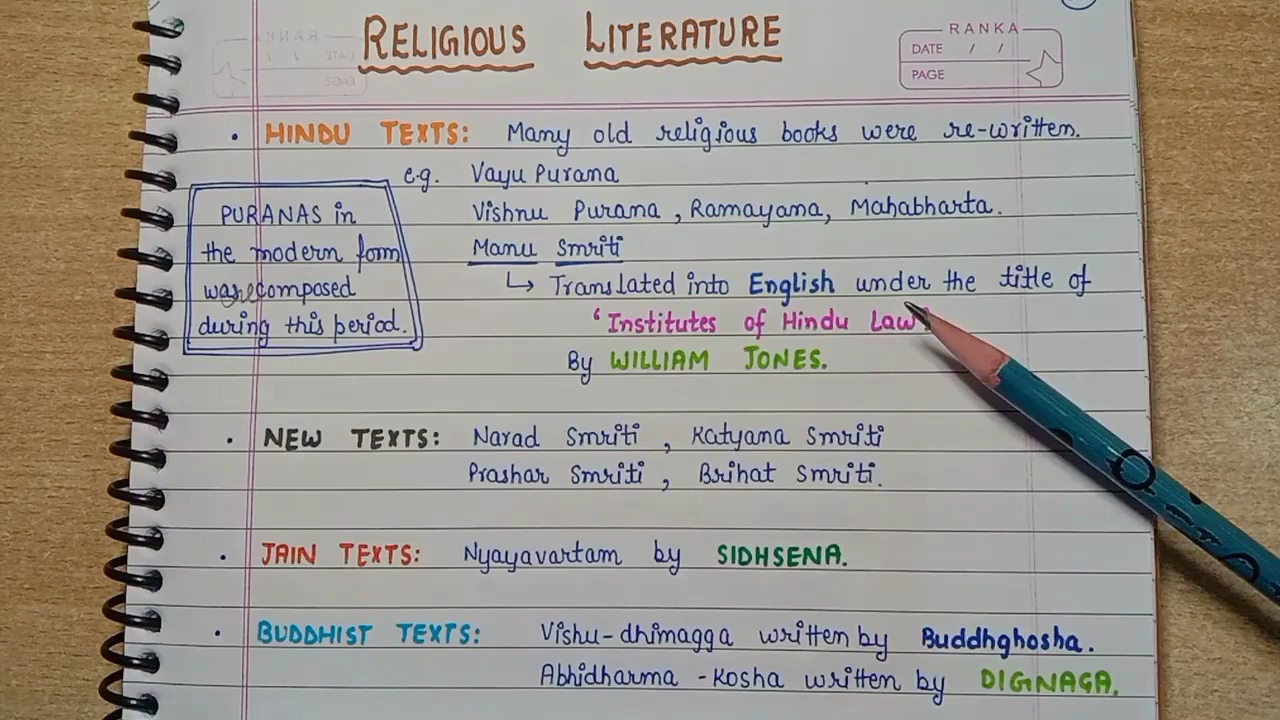 RELIGIOUS LITERATURE
RANKA
DATE / /
PAGE
• HINDU TEXTS: Many old religious books were re-written.
e.g. Vayu Purana
Vishnu Purana, Ramayana, Mahabharta.
Manu Smriti
↳ Translated into English under the title of
'Institutes of Hindu Law'
By WILLIAM JONES.
PURANAS in
the modern form
were composed
during this period.
• NEW TEXTS: Narad Smriti, Katyana Smriti
Prashar Smriti, Brihat Smriti.
• JAIN TEXTS: Nyayavartam by SIDHSENA.
• BUDDHIST TEXTS: Vishu-dhimagga written by Buddhghosha.
Abhidharma-Kosha written by DIGNAGA.